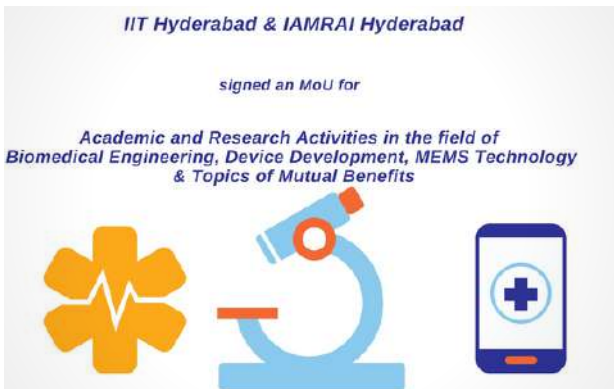 IIT Hyderabad & IAMRAI Hyderabad
signed an MoU for
Academic and Research Activities in the field of
Biomedical Engineering, Device Development, MEMS Technology
& Topics of Mutual Benefits